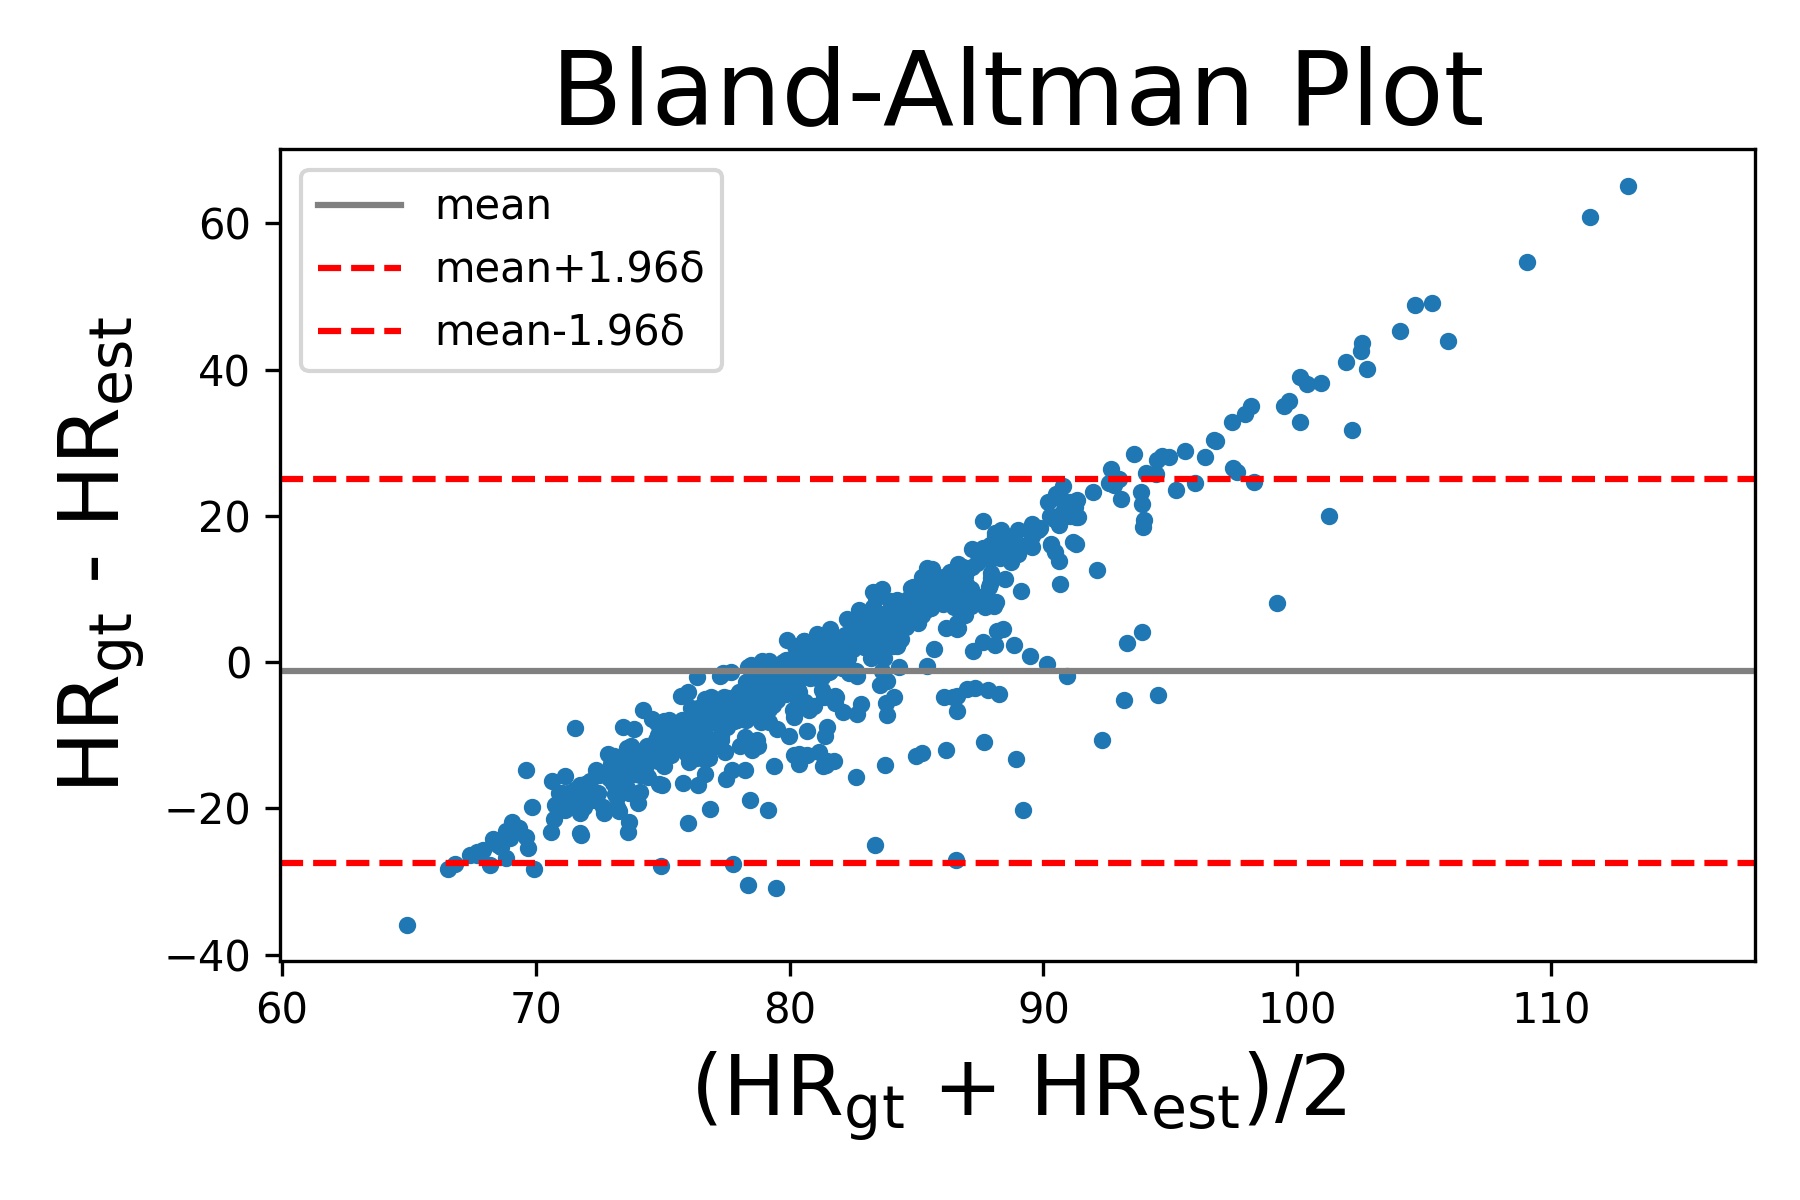 Bland-Altman Plot
mean
mean+1.96δ
mean-1.96δ
HRgt - HRest
60
40
20
0
−20
−40
60 70 80 90 100 110
(HRgt + HRest)/2